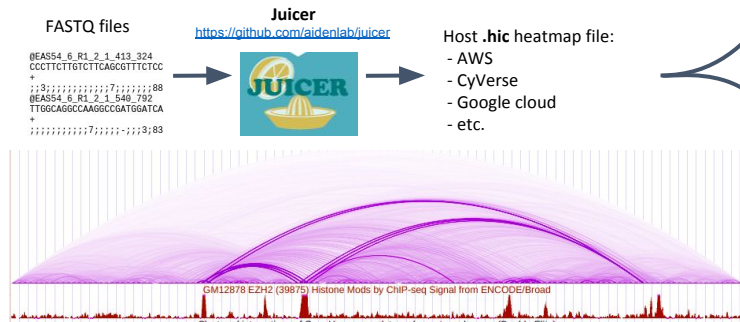 FASTQ files
@EAS54_6_R1_2_1_413_324
CCCTTCTTGTCTTCAGCGTTTCTCC
+
;;3;;;;;;;;;;;;7;;;;;;;88
@EAS54_6_R1_2_1_540_792
TTGGCAGGCCAAGGCCGATGGATCA
+
;;;;;;;;;;;7;;;;;-;;;3;83
Juicer
https://github.com/aidenlab/juicer
JUICER
Host .hic heatmap file:
- AWS
- CyVerse
- Google cloud
- etc.
GM12878 EZH2 (39875) Histone Mods by ChIP-seq Signal from ENCODE/Broad